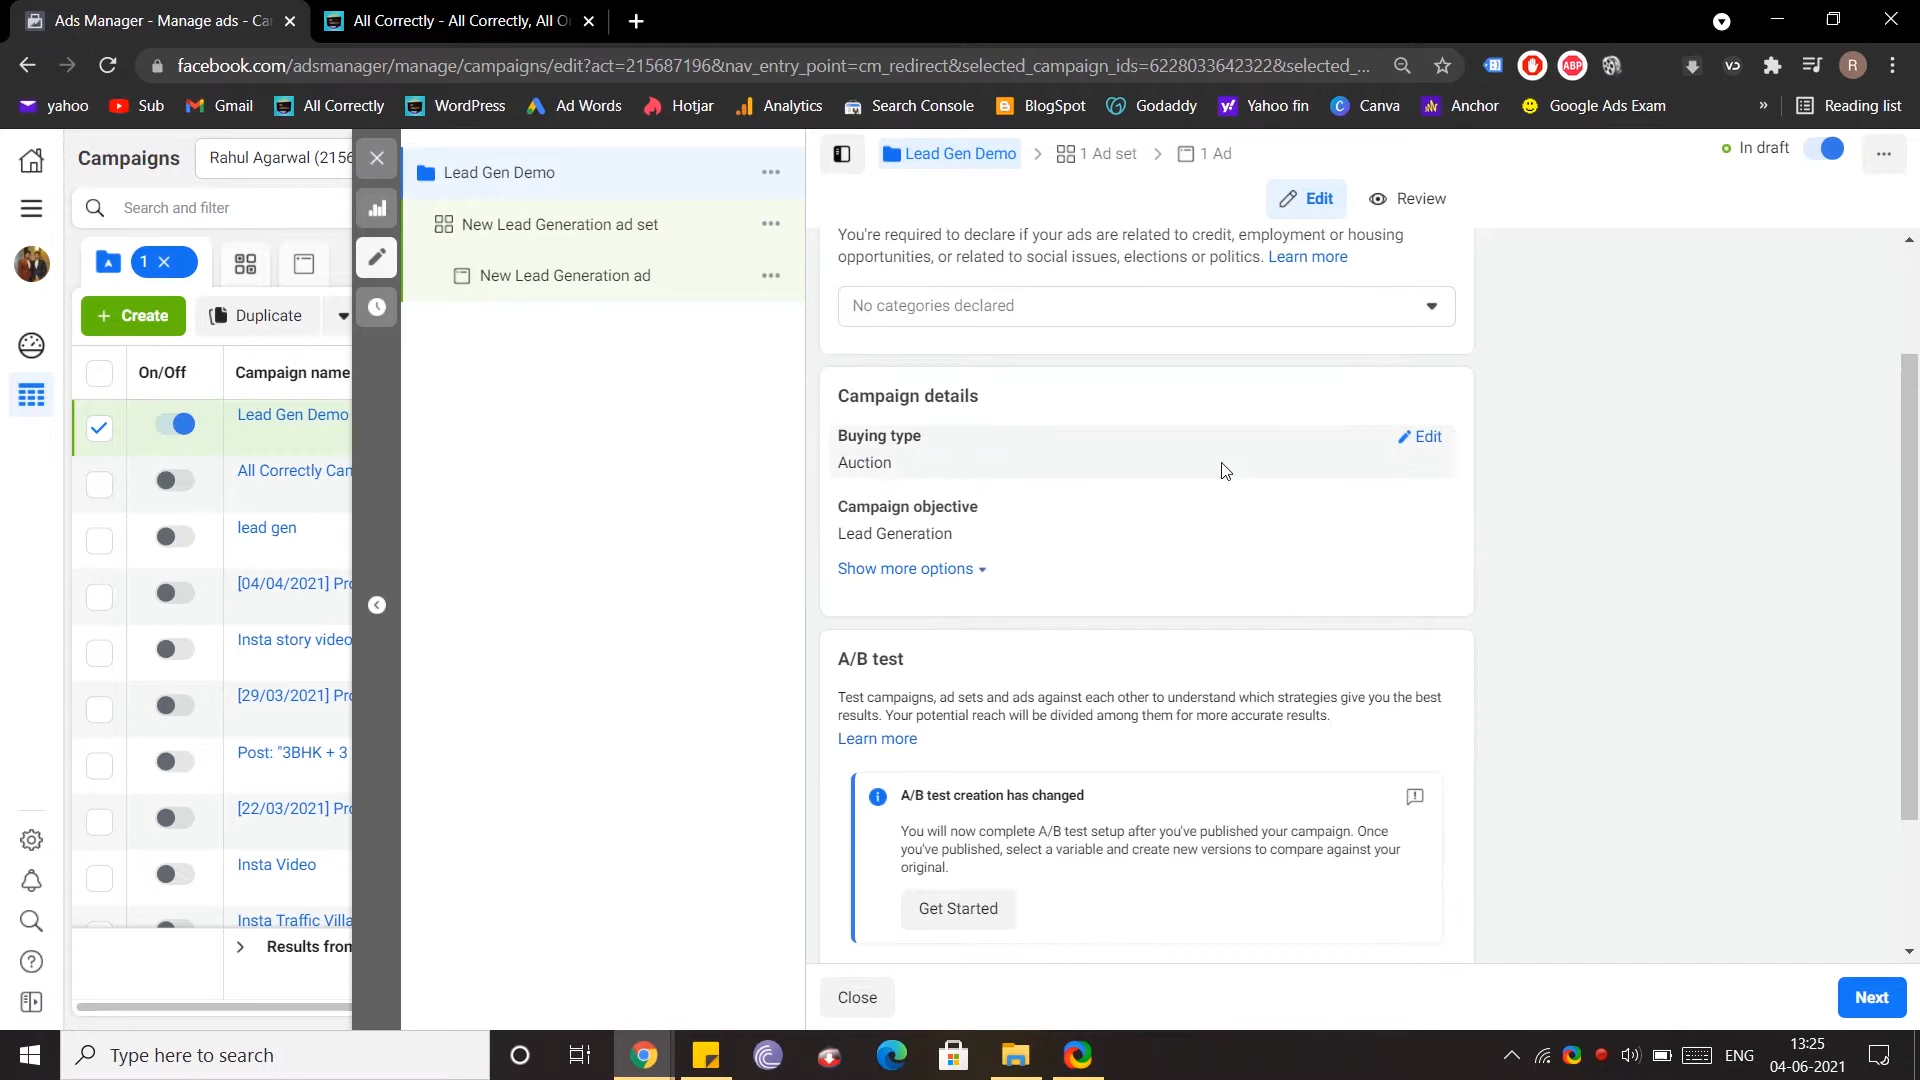 Ads Manager - Manage ads - Ca
All Correctly - All Correctly, All O
facebook.com/adsmanager/manage/campaigns/edit?act=215687196&nav_entry_point=cm_redirect&selected_campaign_ids=6228033642322&selected_...
ABP
VD
R
yahoo
Sub
Gmail
All Correctly
WordPress
Ad Words
Hotjar
Analytics
Search Console
BlogSpot
Godaddy
Yahoo fin
Canva
Anchor
Google Ads Exam
»
Reading list
Campaigns
Rahul Agarwal (2156
Search and filter
1
+ Create
Duplicate
On/Off
Campaign name
Lead Gen Demo
All Correctly Can
lead gen
[04/04/2021] Pro
Insta story video
[29/03/2021] Pro
Post: "3BHK + 3
[22/03/2021] Pro
Insta Video
Insta Traffic Villa
Results from
Lead Gen Demo
New Lead Generation ad set
New Lead Generation ad
Lead Gen Demo
1 Ad set
1 Ad
In draft
Edit
Review
You're required to declare if your ads are related to credit, employment or housing
opportunities, or related to social issues, elections or politics. Learn more
No categories declared
Campaign details
Buying type
Edit
Auction
Campaign objective
Lead Generation
Show more options
A/B test
Test campaigns, ad sets and ads against each other to understand which strategies give you the best
results. Your potential reach will be divided among them for more accurate results.
Learn more
A/B test creation has changed
You will now complete A/B test setup after you've published your campaign. Once
you've published, select a variable and create new versions to compare against your
original.
Get Started
Close
Next
Type here to search
ENG
13:25
04-06-2021